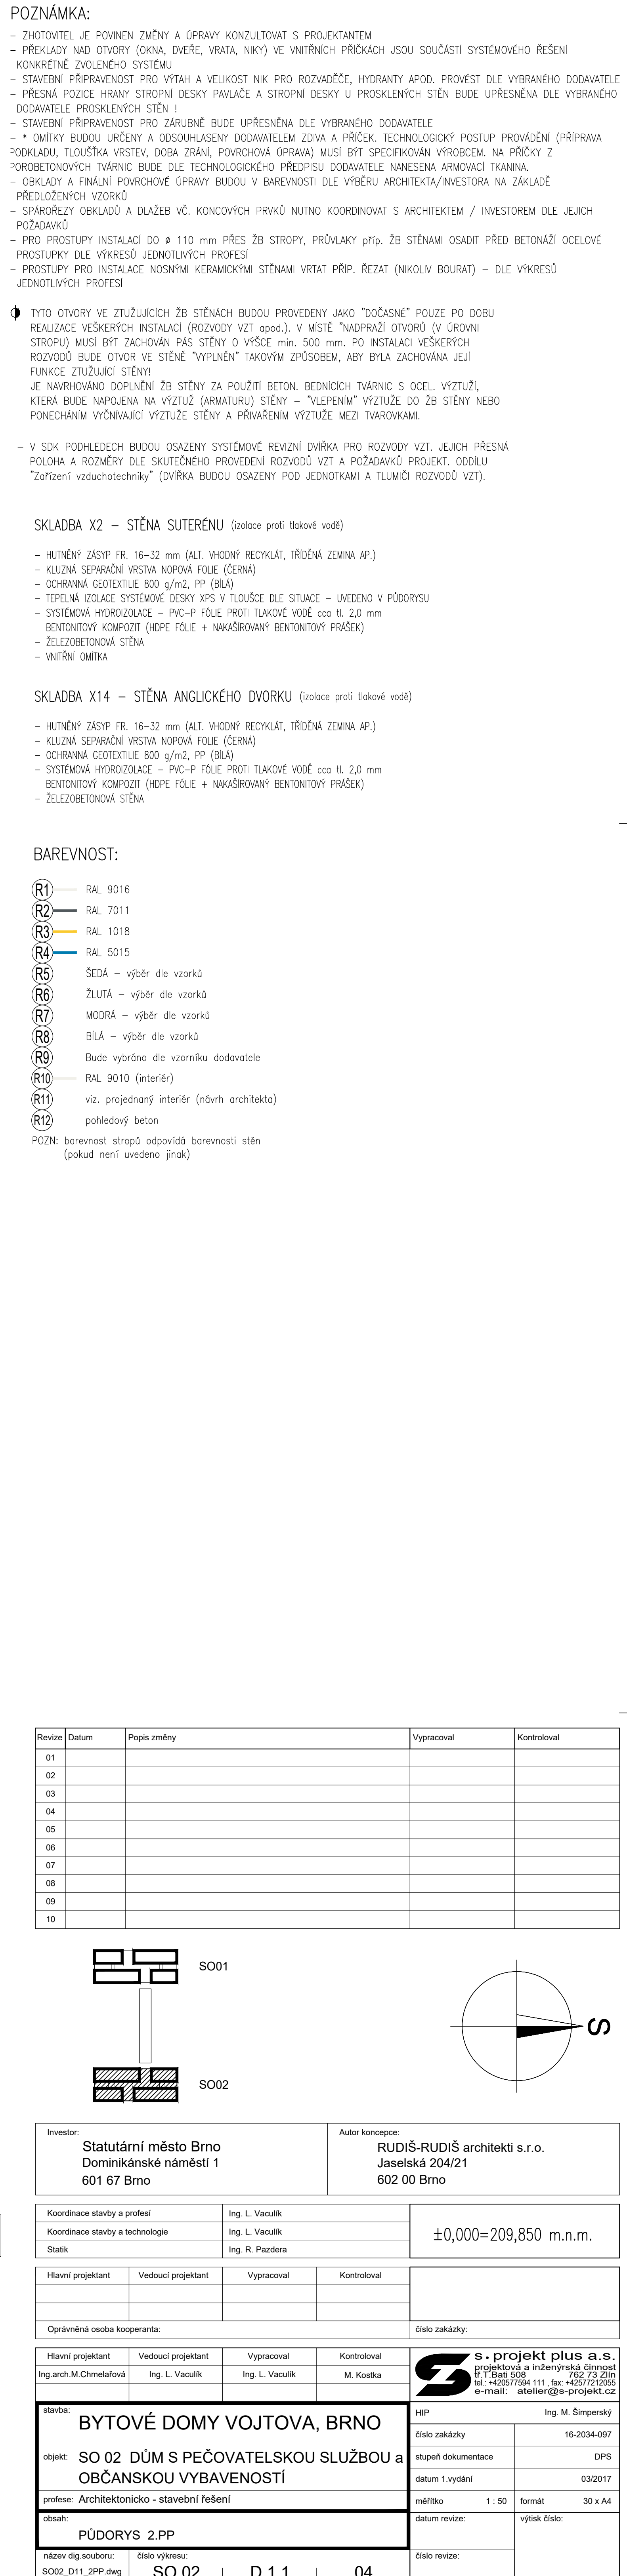 POZNÁMKA:
– ZHOTOVITEL JE POVINEN ZMĚNY A ÚPRAVY KONZULTOVAT S PROJEKTANTEM
– PŘEKLADY NAD OTVORY (OKNA, DVEŘE, VRATA, NIKY) VE VNITŘNÍCH PŘÍČKÁCH JSOU SOUČÁSTÍ SYSTÉMOVÉHO ŘEŠENÍ
KONKRÉTNĚ ZVOLENÉHO SYSTÉMU
– STAVEBNÍ PŘIPRAVENOST PRO VÝTAH A VELIKOST NIK PRO ROZVADĚČE, HYDRANTY APOD. PROVÉST DLE VYBRANÉHO DODAVATELE
– PŘESNÁ POZICE HRANY STROPNÍ DESKY PAVLAČE A STROPNÍ DESKY U PROSKLENÝCH STĚN BUDE UPŘESNĚNA DLE VYBRANÉHO
DODAVATELE PROSKLENÝCH STĚN !
– STAVEBNÍ PŘIPRAVENOST PRO ZÁRUBNĚ BUDE UPŘESNĚNA DLE VYBRANÉHO DODAVATELE
– * OMÍTKY BUDOU URČENY A ODSOUHLASENY DODAVATELEM ZDIVA A PŘÍČEK. TECHNOLOGICKÝ POSTUP PROVÁDĚNÍ (PŘÍPRAVA
PODKLADU, TLOUŠŤKA VRSTEV, DOBA ZRÁNÍ, POVRCHOVÁ ÚPRAVA) MUSÍ BÝT SPECIFIKOVÁN VÝROBCEM. NA PŘÍČKY Z
POROBETONOVÝCH TVÁRNIC BUDE DLE TECHNOLOGICKÉHO PŘEDPISU DODAVATELE NANESENA ARMOVACÍ TKANINA.
– OBKLADY A FINÁLNÍ POVRCHOVÉ ÚPRAVY BUDOU V BAREVNOSTI DLE VÝBĚRU ARCHITEKTA/INVESTORA NA ZÁKLADĚ
PŘEDLOŽENÝCH VZORKŮ
– SPÁROŘEZY OBKLADŮ A DLAŽEB VČ. KONCOVÝCH PRVKŮ NUTNO KOORDINOVAT S ARCHITEKTEM / INVESTOREM DLE JEJICH
POŽADAVKŮ
– PRO PROSTUPY INSTALACÍ DO Ø 110 mm PŘES ŽB STROPY, PRŮVLAKY příp. ŽB STĚNAMI OSADIT PŘED BETONÁŽÍ OCELOVÉ
PROSTUPKY DLE VÝKRESŮ JEDNOTLIVÝCH PROFESÍ
– PROSTUPY PRO INSTALACE NOSNÝMI KERAMICKÝMI STĚNAMI VRTAT PŘÍP. ŘEZAT (NIKOLIV BOURAT) – DLE VÝKRESŮ
JEDNOTLIVÝCH PROFESÍ
TYTO OTVORY VE ZTUŽUJÍCÍCH ŽB STĚNÁCH BUDOU PROVEDENY JAKO "DOČASNÉ" POUZE PO DOBU
REALIZACE VEŠKERÝCH INSTALACÍ (ROZVODY VZT apod.). V MÍSTĚ "NADPRAŽÍ OTVORŮ (V ÚROVNI
STROPU) MUSÍ BÝT ZACHOVÁN PÁS STĚNY O VÝŠCE min. 500 mm. PO INSTALACI VEŠKERÝCH
ROZVODŮ BUDE OTVOR VE STĚNĚ "VYPLNĚN" TAKOVÝM ZPŮSOBEM, ABY BYLA ZACHOVÁNA JEJÍ
FUNKCE ZTUŽUJÍCÍ STĚNY!
JE NAVRHOVÁNO DOPLNĚNÍ ŽB STĚNY ZA POUŽITÍ BETON. BEDNÍCÍCH TVÁRNIC S OCEL. VÝZTUŽÍ,
KTERÁ BUDE NAPOJENA NA VÝZTUŽ (ARMATURU) STĚNY – "VLEPENÍM" VÝZTUŽE DO ŽB STĚNY NEBO
PONECHÁNÍM VYČNÍVAJÍCÍ VÝZTUŽE STĚNY A PŘIVAŘENÍM VÝZTUŽE MEZI TVAROVKAMI.
– V SDK PODHLEDECH BUDOU OSAZENY SYSTÉMOVÉ REVIZNÍ DVÍŘKA PRO ROZVODY VZT. JEJICH PŘESNÁ
POLOHA A ROZMĚRY DLE SKUTEČNÉHO PROVEDENÍ ROZVODŮ VZT A POŽADAVKŮ PROJEKT. ODDÍLU
"Zařízení vzduchotechniky" (DVÍŘKA BUDOU OSAZENY POD JEDNOTKAMI A TLUMIČI ROZVODŮ VZT).
SKLADBA X2 – STĚNA SUTERÉNU (izolace proti tlakové vodě)
– HUTNĚNÝ ZÁSYP FR. 16–32 mm (ALT. VHODNÝ RECYKLÁT, TŘÍDĚNÁ ZEMINA AP.)
– KLUZNÁ SEPARAČNÍ VRSTVA NOPOVÁ FOLIE (ČERNÁ)
– OCHRANNÁ GEOTEXTILIE 800 g/m2, PP (BÍLÁ)
– TEPELNÁ IZOLACE SYSTÉMOVÉ DESKY XPS V TLOUŠCE DLE SITUACE – UVEDENO V PŮDORYSU
– SYSTÉMOVÁ HYDROIZOLACE – PVC–P FÓLIE PROTI TLAKOVÉ VODĚ cca tl. 2,0 mm
BENTONITOVÝ KOMPOZIT (HDPE FÓLIE + NAKAŠÍROVANÝ BENTONITOVÝ PRÁŠEK)
– ŽELEZOBETONOVÁ STĚNA
– VNITŘNÍ OMÍTKA
SKLADBA X14 – STĚNA ANGLICKÉHO DVORKU (izolace proti tlakové vodě)
– HUTNĚNÝ ZÁSYP FR. 16–32 mm (ALT. VHODNÝ RECYKLÁT, TŘÍDĚNÁ ZEMINA AP.)
– KLUZNÁ SEPARAČNÍ VRSTVA NOPOVÁ FOLIE (ČERNÁ)
– OCHRANNÁ GEOTEXTILIE 800 g/m2, PP (BÍLÁ)
– SYSTÉMOVÁ HYDROIZOLACE – PVC–P FÓLIE PROTI TLAKOVÉ VODĚ cca tl. 2,0 mm
BENTONITOVÝ KOMPOZIT (HDPE FÓLIE + NAKAŠÍROVANÝ BENTONITOVÝ PRÁŠEK)
– ŽELEZOBETONOVÁ STĚNA
BAREVNOST:
R1 RAL 9016
R2 RAL 7011
R3 RAL 1018
R4 RAL 5015
R5 ŠEDÁ – výběr dle vzorků
R6 ŽLUTÁ – výběr dle vzorků
R7 MODRÁ – výběr dle vzorků
R8 BÍLÁ – výběr dle vzorků
R9 Bude vybráno dle vzorníku dodavatele
R10 RAL 9010 (interiér)
R11 viz. projednaný interiér (návrh architekta)
R12 pohledový beton
POZN: barevnost stropů odpovídá barevnosti stěn
(pokud není uvedeno jinak)
Revize Datum Popis změny Vypracoval Kontroloval
01
02
03
04
05
06
07
08
09
10
SO01
S
SO02
Investor: Autor koncepce:
Statutární město Brno RUDIŠ-RUDIŠ architekti s.r.o.
Dominikánské náměstí 1 Jaselská 204/21
601 67 Brno 602 00 Brno
Koordinace stavby a profesí Ing. L. Vaculík
Koordinace stavby a technologie Ing. L. Vaculík
Statik Ing. R. Pazdera
±0,000=209,850 m.n.m.
Hlavní projektant Vedoucí projektant Vypracoval Kontroloval
Oprávněná osoba kooperanta: číslo zakázky:
Hlavní projektant Vedoucí projektant Vypracoval Kontroloval
Ing.arch.M.Chmelařová Ing. L. Vaculík Ing. L. Vaculík M. Kostka
s. projekt plus a.s.
projektová a inženýrská činnost
tř.T.Bati 508 762 73 Zlín
tel.: +420577594 111 , fax: +42577212055
e-mail: atelier@s-projekt.cz
stavba: BYTOVÉ DOMY VOJTOVA, BRNO
objekt: SO 02 DŮM S PEČOVATELSKOU SLUŽBOU a
OBČANSKOU VYBAVENOSTÍ
profese: Architektonicko - stavební řešení
obsah:
PŮDORYS 2.PP
HIP Ing. M. Šimperský
číslo zakázky 16-2034-097
stupeň dokumentace DPS
datum 1.vydání 03/2017
měřítko 1 : 50 formát 30 x A4
datum revize: výtisk číslo:
název dig.souboru: číslo výkresu: číslo revize:
SO02_D11_2PP.dwg SO 02 D.1.1 04